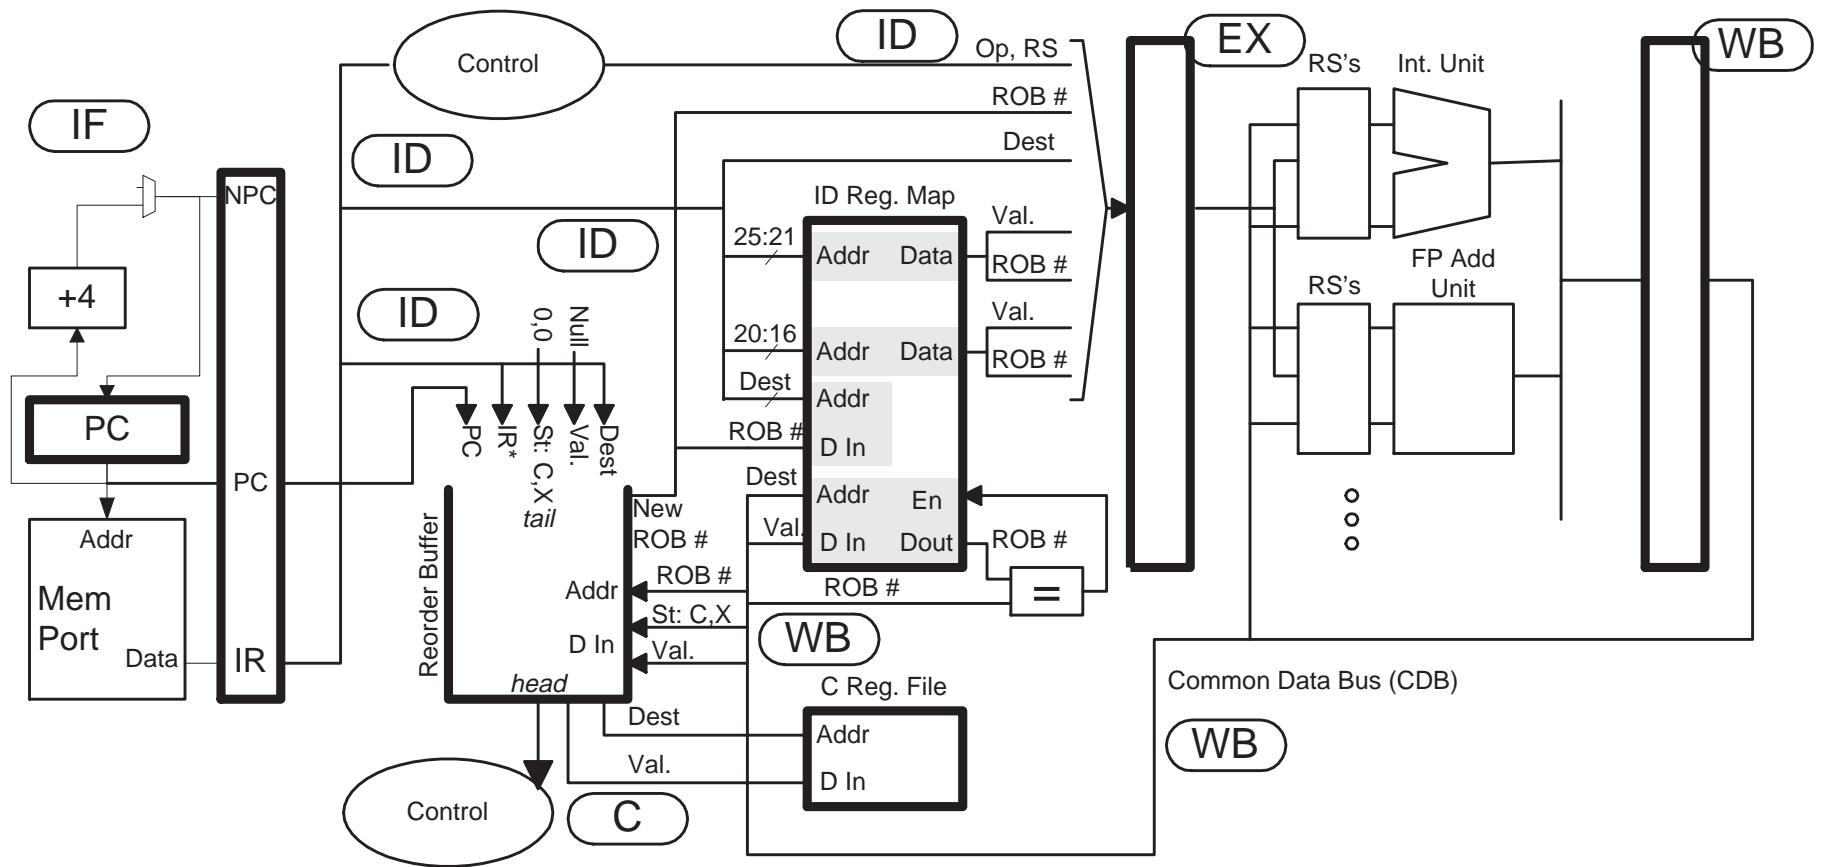 IF
NPC
+4
PC
PC
Addr
Mem
Port
Data
IR
Control
ID
ID
ID
ID
Op, RS
ROB #
Dest
ID Reg. Map
25:21
Addr
Data
Val.
ROB #
20:16
Addr
Data
Val.
ROB #
Dest
Addr
ROB #
D In
Dest
Addr
En
Val.
D In
Dout
ROB #
ROB #
=
0,0
Null
PC
IR*
St: C,X
Val.
Dest
tail
Reorder Buffer
New
ROB #
ROB #
Addr
St: C,X
D In
Val.
head
WB
C Reg. File
Dest
Addr
Val.
D In
Control
C
EX
RS's
Int. Unit
FP Add
Unit
RS's
WB
Common Data Bus (CDB)
WB